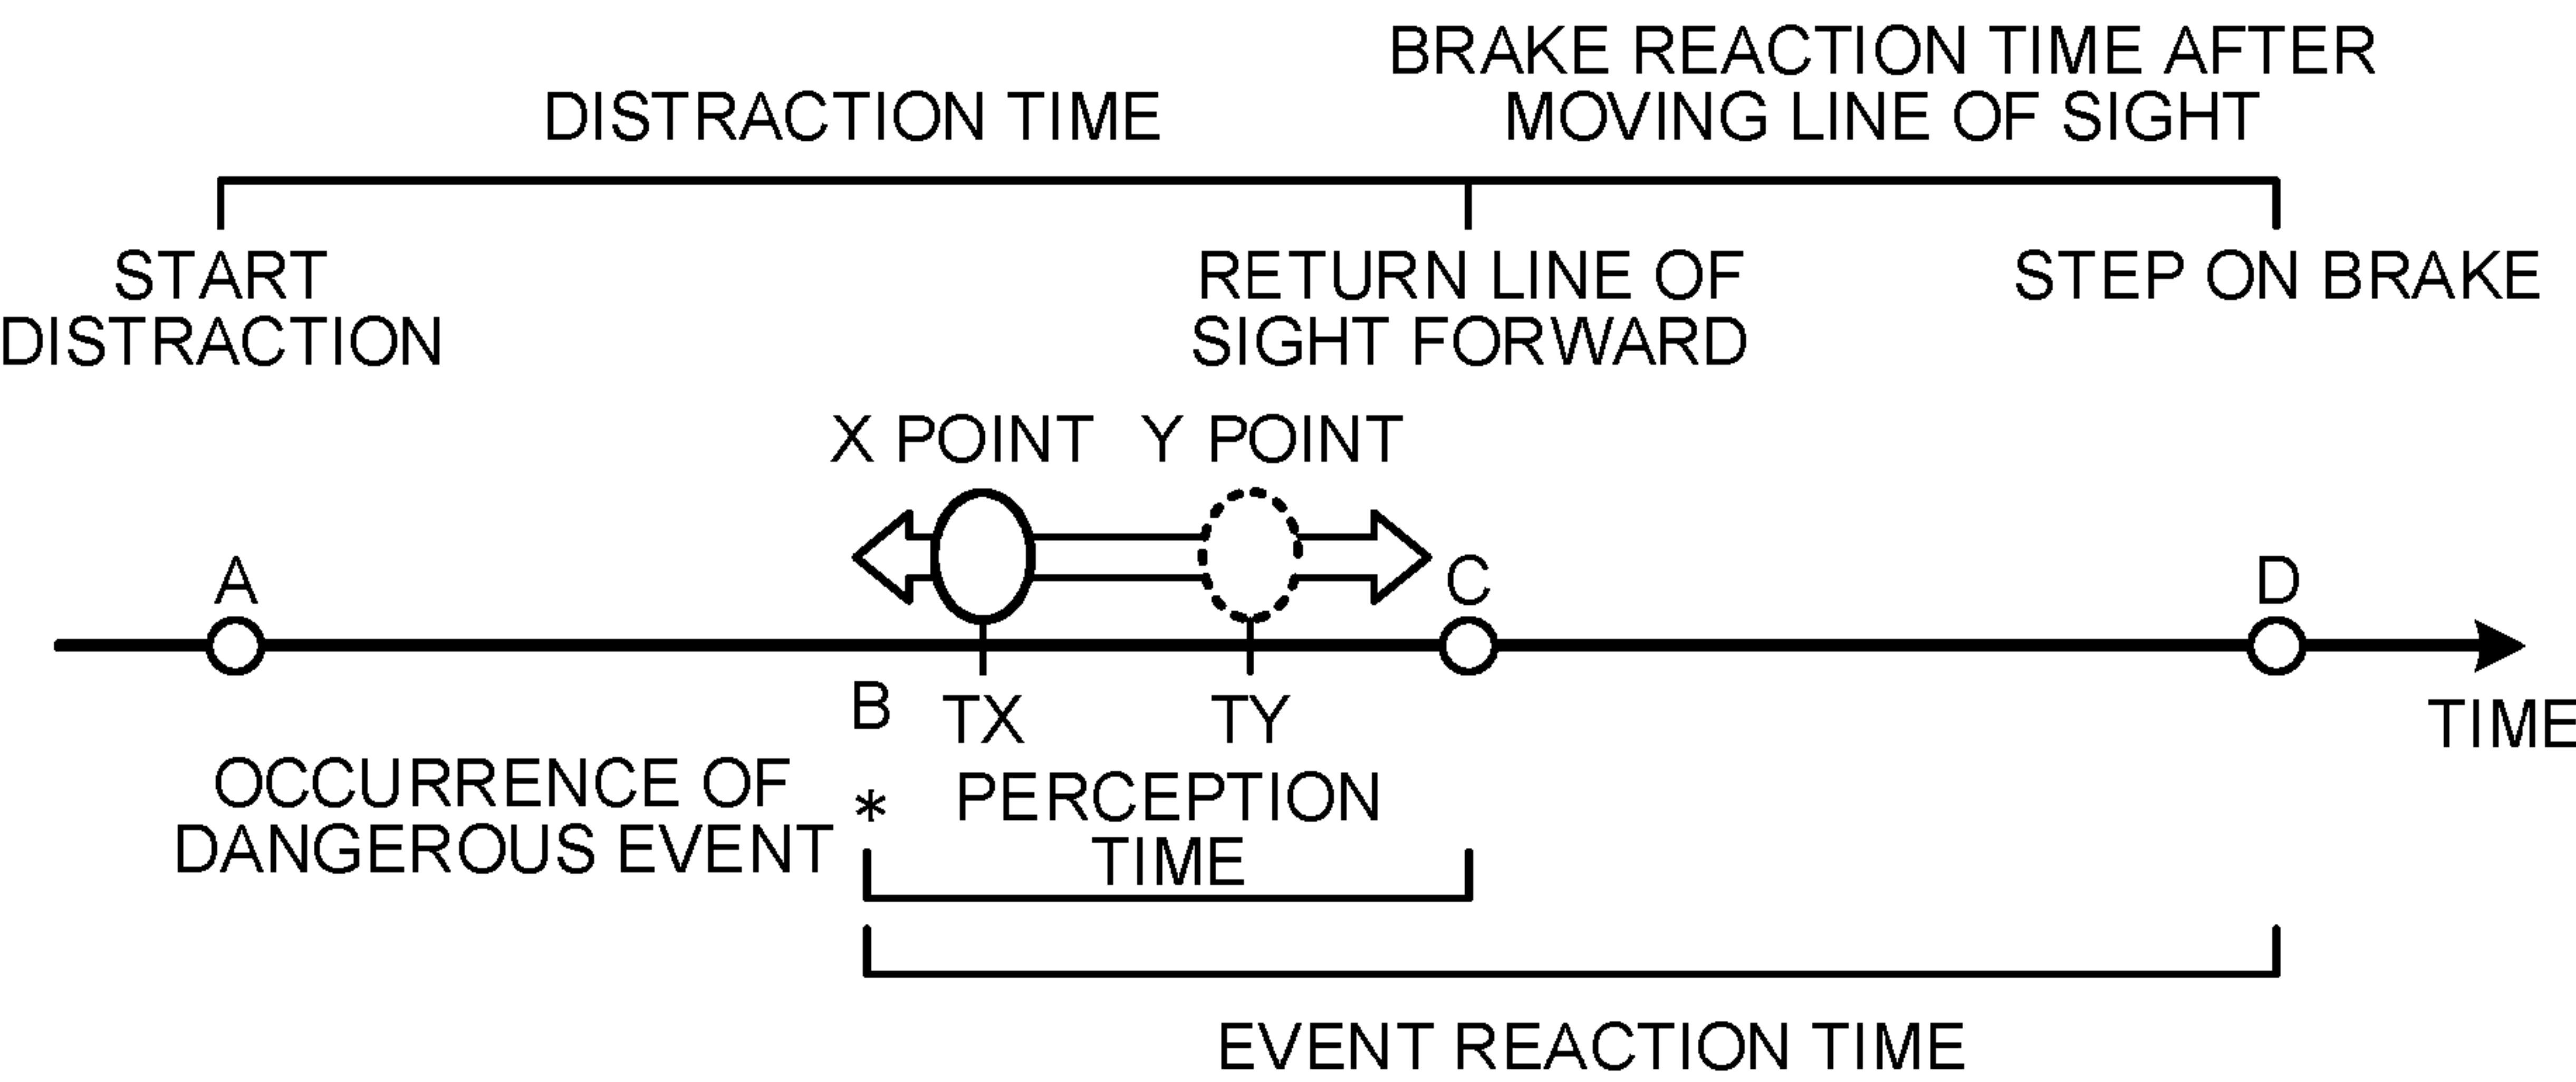 BRAKE REACTION TIME AFTER
MOVING LINE OF SIGHT
DISTRACTION TIME
START
DISTRACTION
RETURN LINE OF
SIGHT FORWARD
STEP ON BRAKE
X POINT
Y POINT
A
C
D
B
TX
TY
TIME
OCCURRENCE OF
DANGEROUS EVENT
*
PERCEPTION
TIME
EVENT REACTION TIME